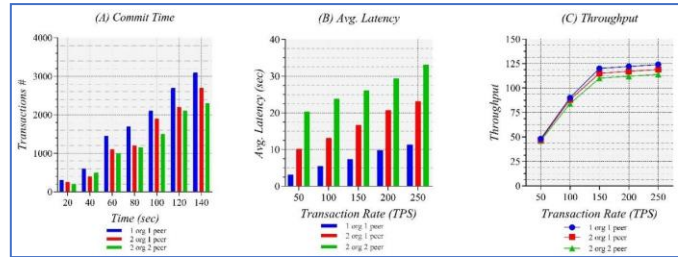 (A) Commit Time
Transactions #
4000
3000
2000
1000
0
20 40 60 80 100 120 140
Time (sec)
1 org 1 peer
2 org 1 peer
2 org 2 peer
(B) Avg. Latency
Avg. Latency (sec)
40
30
20
10
0
50 100 150 200 250
Transaction Rate (TPS)
1 org 1 peer
2 org 1 peer
2 org 2 peer
(C) Throughput
Throughput
150
125
100
75
50
25
0
50 100 150 200 250
Transaction Rate (TPS)
1 org 1 peer
2 org 1 peer
2 org 2 peer